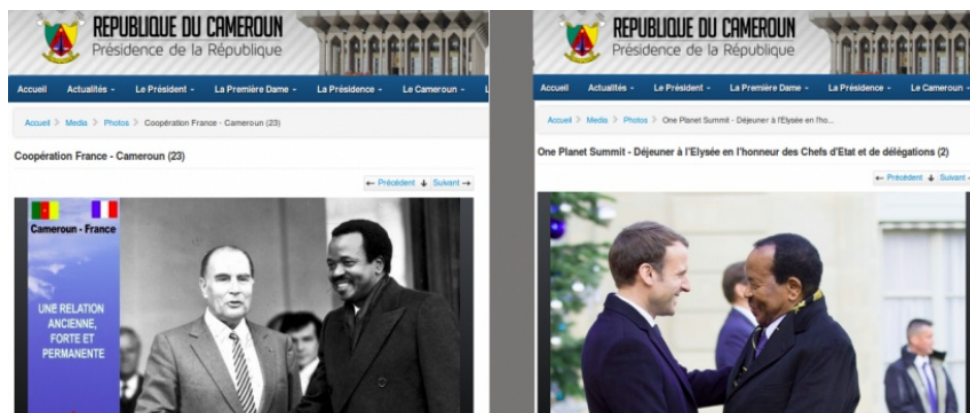 REPUBLIQUE DU CAMEROUN
Présidence de la République
Accueil Actualités Le Président La Première Dame La Présidence Le Cameroun L
Accueil > Media > Photos > Coopération France - Cameroun (23)
Coopération France - Cameroun (23)
← Précédent ↓ Suivant →
Cameroun - France
UNE RELATION
ANCIENNE,
FORTE ET
PERMANENTE
REPUBLIQUE DU CAMEROUN
Présidence de la République
Accueil Actualités Le Président La Première Dame La Présidence Le Cameroun
Accueil > Media > Photos > One Planet Summit - Déjeuner à l'Elysée en l'ho...
One Planet Summit - Déjeuner à l'Elysée en l'honneur des Chefs d'Etat et de délégations (2)
← Précédent ↓ Suivant